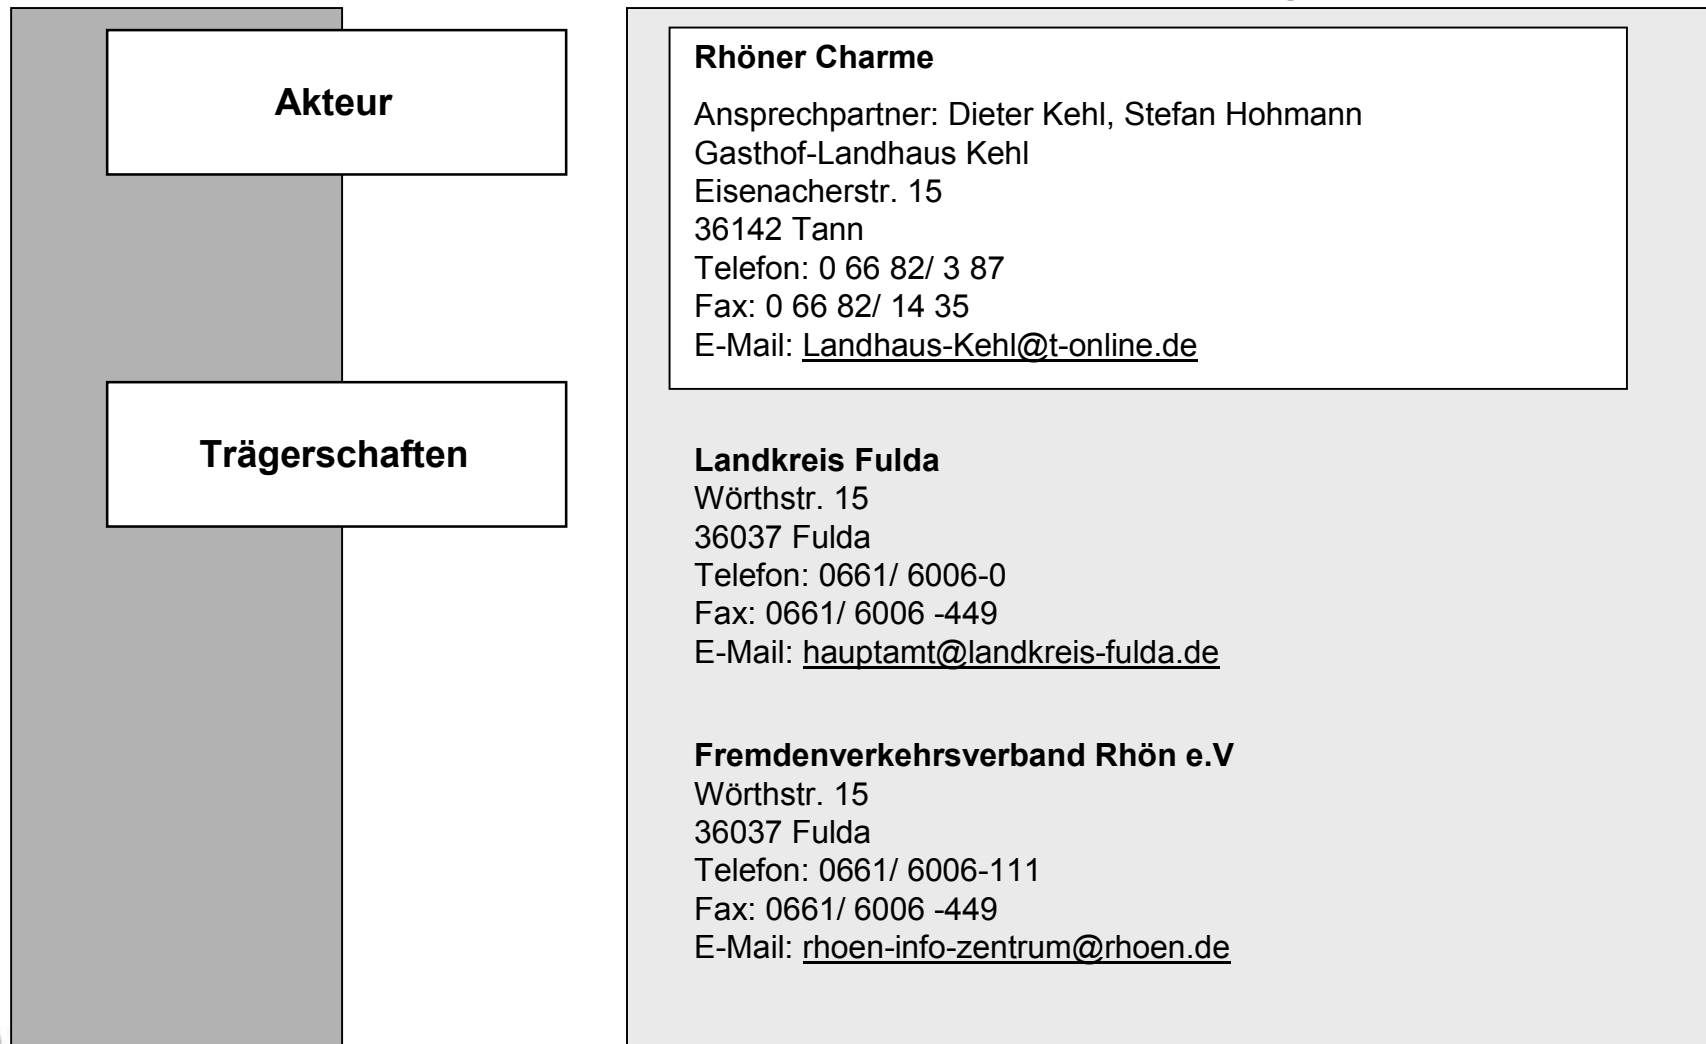 Akteur
Rhöner Charme
Ansprechpartner: Dieter Kehl, Stefan Hohmann
Gasthof-Landhaus Kehl
Eisenacherstr. 15
36142 Tann
Telefon: 0 66 82/ 3 87
Fax: 0 66 82/ 14 35
E-Mail: Landhaus-Kehl@t-online.de
Trägerschaften
Landkreis Fulda
Wörthstr. 15
36037 Fulda
Telefon: 0661/ 6006-0
Fax: 0661/ 6006 -449
E-Mail: hauptamt@landkreis-fulda.de
Fremdenverkehrsverband Rhön e.V
Wörthstr. 15
36037 Fulda
Telefon: 0661/ 6006-111
Fax: 0661/ 6006 -449
E-Mail: rhoen-info-zentrum@rhoen.de